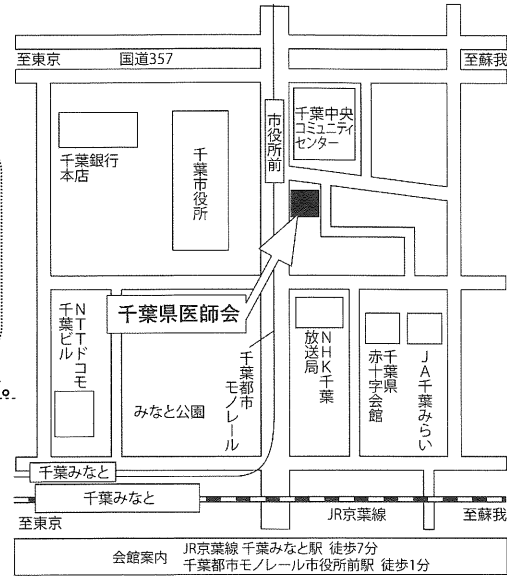 至東京
国道357
至蘇我
千葉銀行
本店
千葉市役所
市役所前
千葉中央
コミュニティ
センター
千葉県医師会
NTTドコモ
千葉ビル
みなと公園
千葉都市
モノレール
NHK千葉
放送局
千葉県
赤十字会館
JA千葉みらい
。
千葉みなと
千葉みなと
至東京
JR京葉線
至蘇我
会館案内
JR京葉線 千葉みなと駅 徒歩7分
千葉都市モノレール市役所前駅 徒歩1分